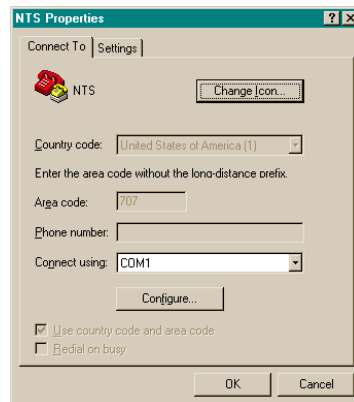 NTS Properties
Connect To Settings
NTS Change Icon...
Country code: United States of America (1)
Enter the area code without the long-distance prefix.
Area code: 707
Phone number:
Connect using: COM1
Configure...
Use country code and area code
Redial on busy
OK Cancel